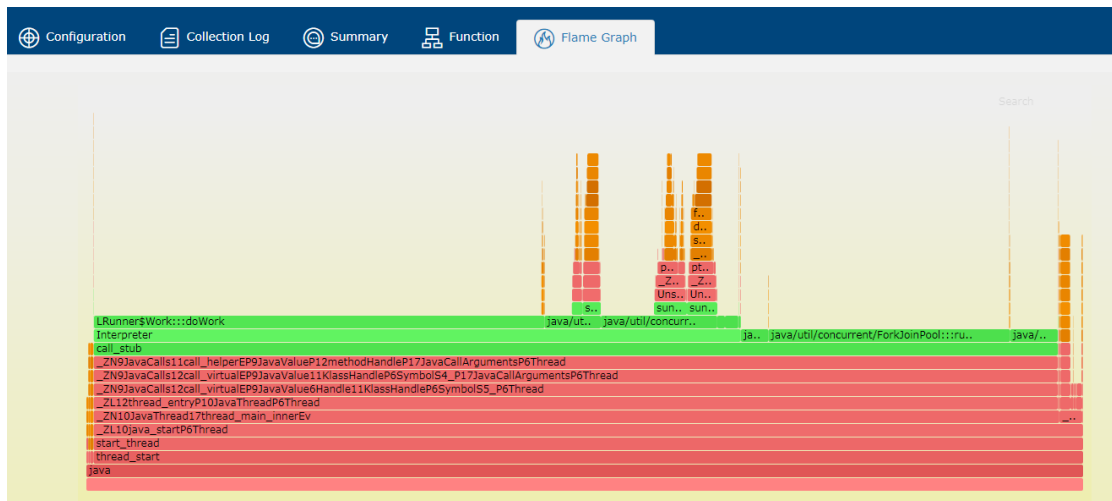 Configuration Collection Log Summary Function Flame Graph
Search
f..
d..
s..
_..
p.. pt..
_Z.. _Z..
Uns.. Un..
s.. sun.. sun..
LRunner$Work:::doWork java/ut.. java/util/concurr..
Interpreter ja.. java/util/concurrent/ForkJoinPool:::ru.. java/..
call_stub
_ZN9JavaCalls11call_helperEP9JavaValueP12methodHandleP17JavaCallArgumentsP6Thread
_ZN9JavaCalls12call_virtualEP9JavaValue11KlassHandleP6SymbolS4_P17JavaCallArgumentsP6Thread
_ZN9JavaCalls12call_virtualEP9JavaValue6Handle11KlassHandleP6SymbolS5_P6Thread
_ZL12thread_entryP10JavaThreadP6Thread
_ZN10JavaThread17thread_main_innerEv _..
_ZL10java_startP6Thread
start_thread
thread_start
java